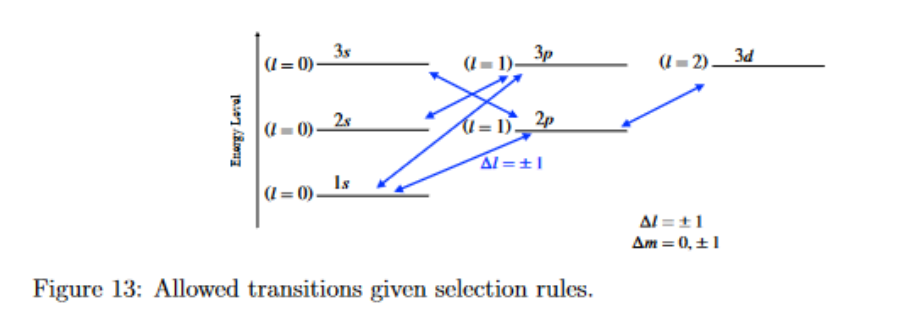 3s 3p 3d
(l = 0) (l = 1) (l = 2)
2s 2p
(l = 0) (l = 1)
Δl = ± 1
1s
(l = 0)
Energy Level
Δl = ± 1
Δm = 0, ± 1
Figure 13: Allowed transitions given selection rules.